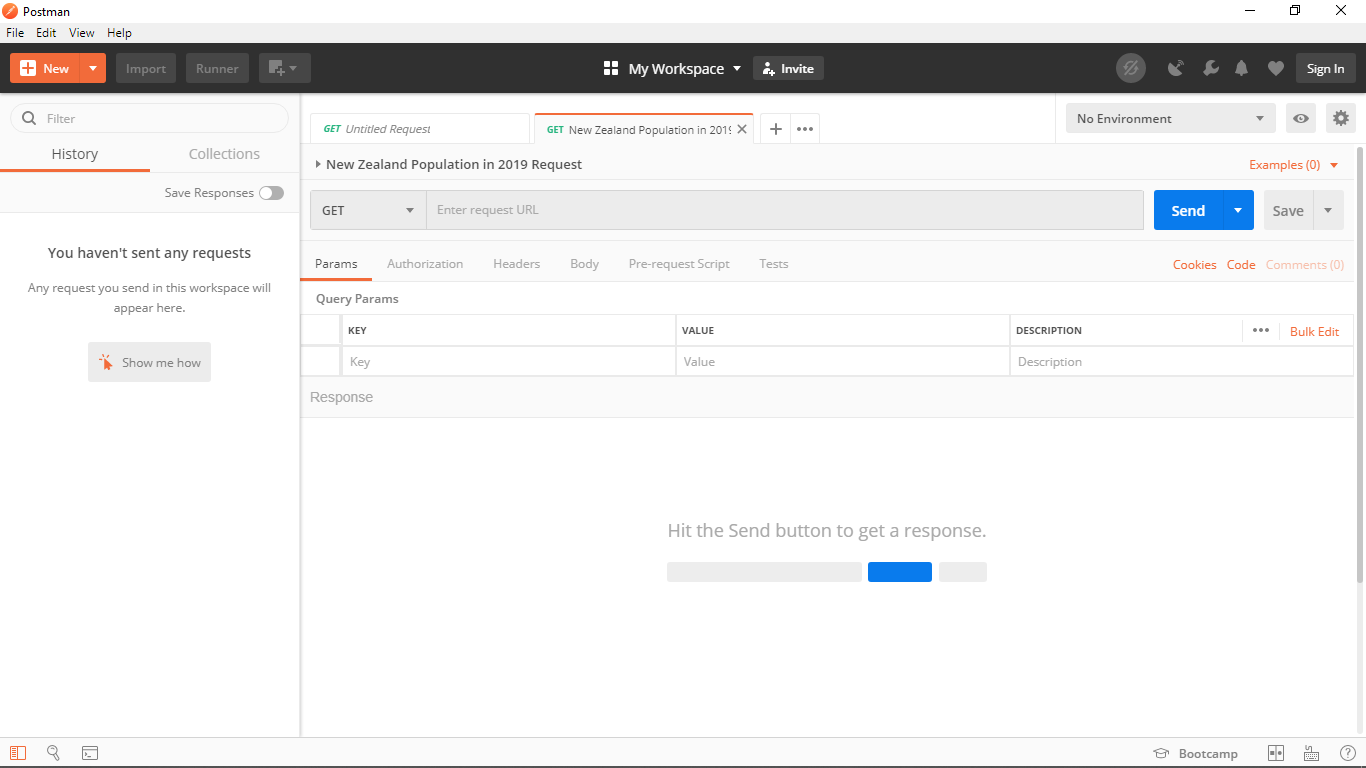 Postman
File Edit View Help
New Import Runner My Workspace Invite Sign In
Filter
History Collections
Save Responses
You haven't sent any requests
Any request you send in this workspace will
appear here.
Show me how
GET Untitled Request GET New Zealand Population in 2019 No Environment
New Zealand Population in 2019 Request Examples (0)
GET Enter request URL Send Save
Params Authorization Headers Body Pre-request Script Tests Cookies Code Comments (0)
Query Params
KEY VALUE DESCRIPTION Bulk Edit
Key Value Description
Response
Hit the Send button to get a response.
Bootcamp